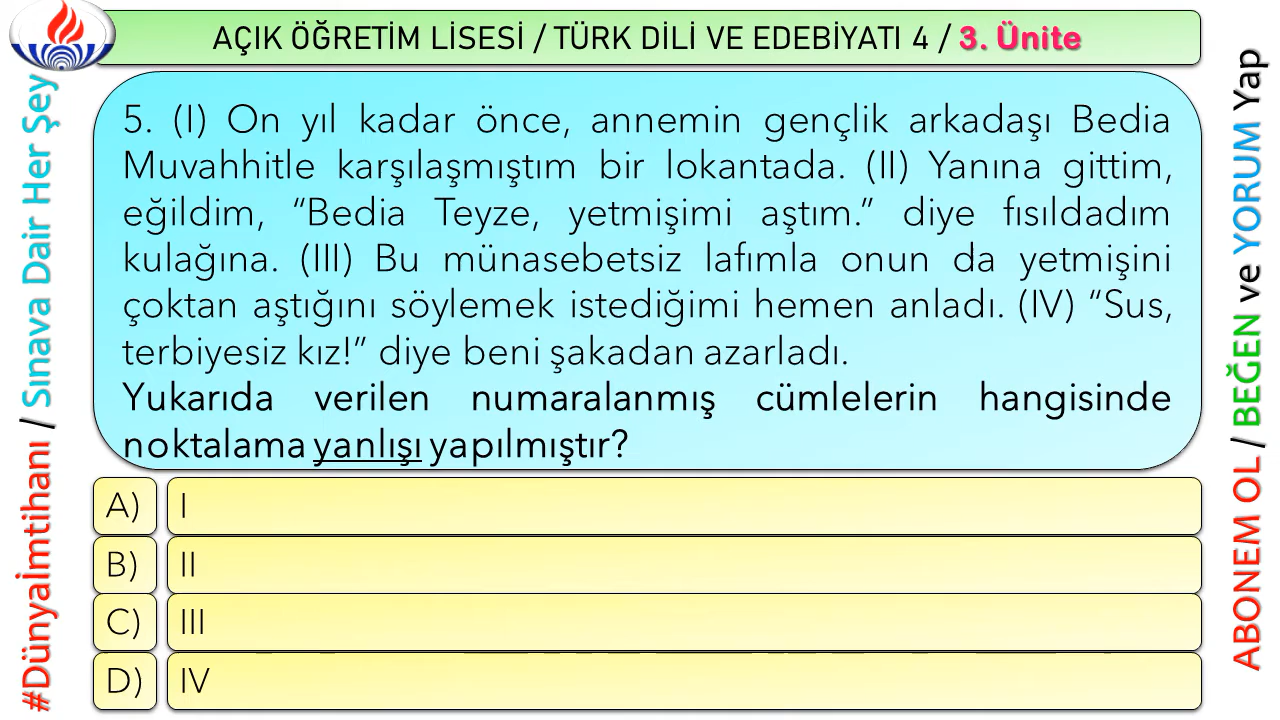 AÇIK ÖĞRETİM LİSESİ / TÜRK DİLİ VE EDEBİYATI 4 / 3. Ünite
#Dünyaimtihanı / Sınava Dair Her Şey
5. (I) On yıl kadar önce, annemin gençlik arkadaşı Bedia
Muvahhitle karşılaşmıştım bir lokantada. (II) Yanına gittim,
eğildim, “Bedia Teyze, yetmişimi aştım.” diye fısıldadım
kulağına. (III) Bu münasebetsiz lafımla onun da yetmişini
çoktan aştığını söylemek istediğimi hemen anladı. (IV) “Sus,
terbiyesiz kız!” diye beni şakadan azarladı.
Yukarıda verilen numaralanmış cümlelerin hangisinde
noktalama yanlışı yapılmıştır?
A) I
B) II
C) III
D) IV
ABONEM OL / BEĞEN ve YORUM Yap